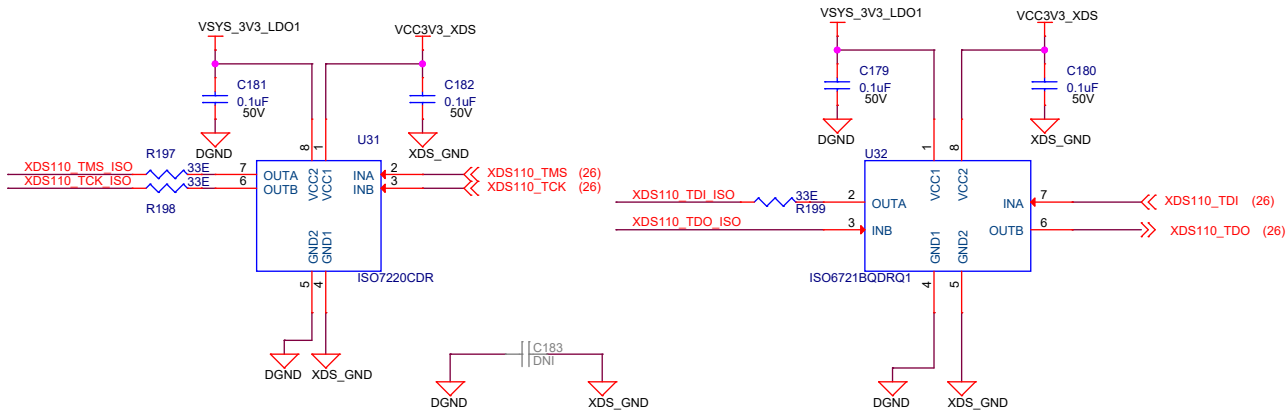 VSYS_3V3_LDO1
VCC3V3_XDS
C181
0.1uF
50V
DGND
C182
0.1uF
50V
XDS_GND
U31
8
1
XDS110_TMS_ISO
R197
33E
7
OUTA
VCC2
VCC1
INA
2
XDS110_TMS (26)
XDS110_TCK_ISO
33E
R198
6
OUTB
INB
3
XDS110_TCK (26)
GND2
GND1
ISO7220CDR
5
4
DGND
XDS_GND
C183
DNI
DGND
XDS_GND
VSYS_3V3_LDO1
VCC3V3_XDS
C179
0.1uF
50V
DGND
C180
0.1uF
50V
XDS_GND
U32
1
8
XDS110_TDI_ISO
33E
R199
2
OUTA
VCC1
VCC2
INA
7
XDS110_TDI (26)
XDS110_TDO_ISO
3
INB
OUTB
6
XDS110_TDO (26)
GND1
GND2
ISO6721BQDRQ1
4
5
DGND
XDS_GND